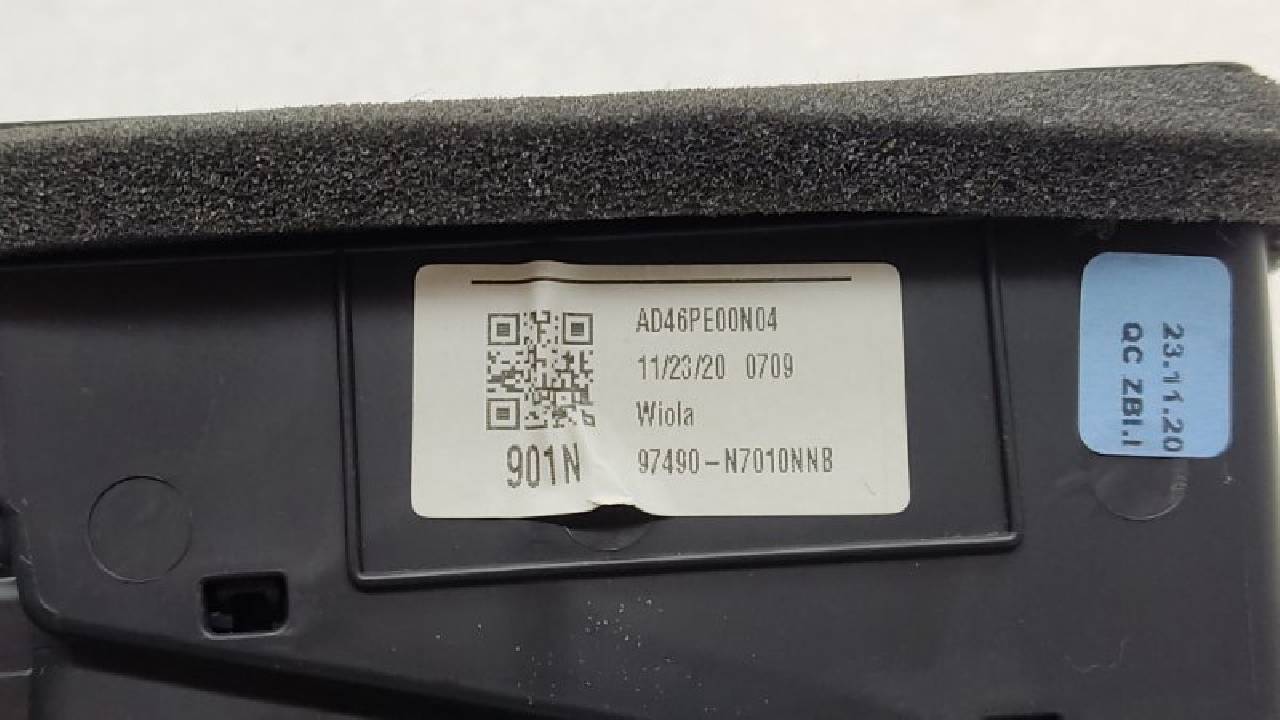 AD46PE00N04
11/23/20 0709
Wiola
901N
97490-N7010NNB
23.11.20
QC ZBI.I